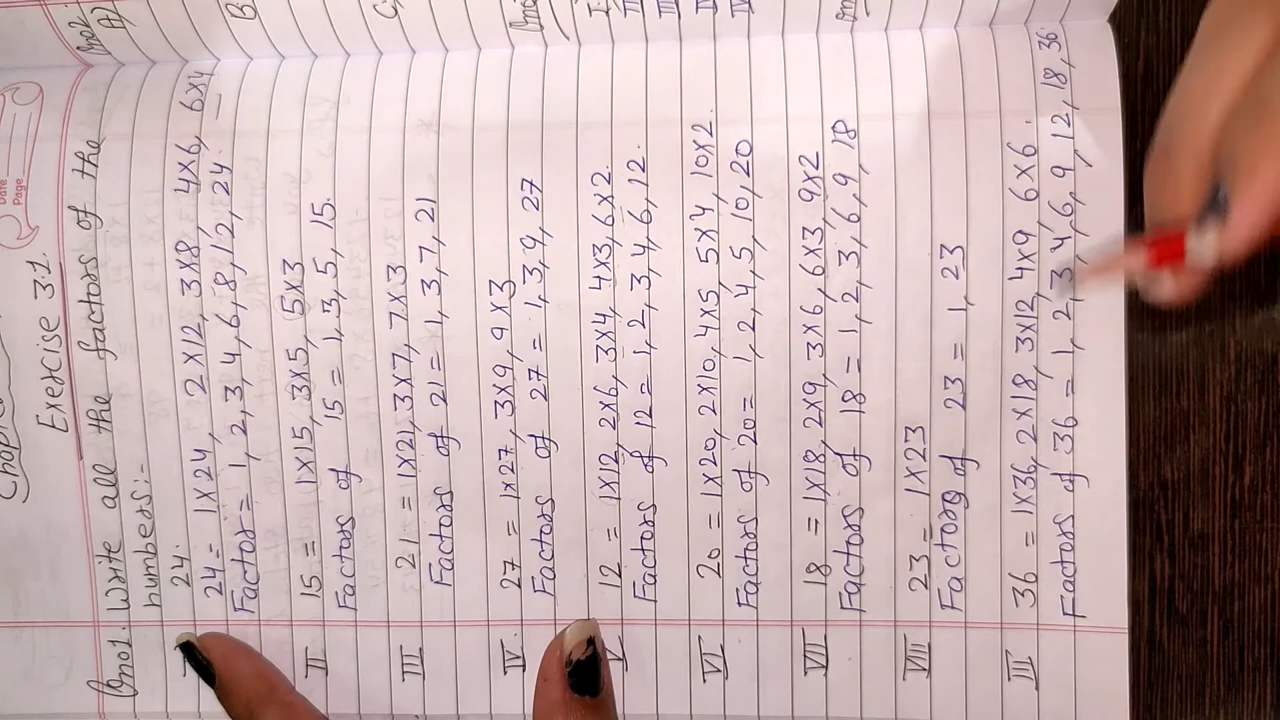 Date
Page
Exercise 3.1.
Qno1. Write all the factors of the
numbers:-
24.
24 = 1x24, 2x12, 3x8, 4x6, 6x4
Factor = 1, 2, 3, 4, 6, 8, 12, 24.
II 15 = 1x15, 3x5, 5x3
Factors of 15 = 1, 3, 5, 15.
III 21 = 1x21, 3x7, 7x3
Factors of 21 = 1, 3, 7, 21
IV. 27 = 1x27, 3x9, 9x3
Factors of 27 = 1, 3, 9, 27
V 12 = 1x12, 2x6, 3x4, 4x3, 6x2.
Factors of 12 = 1, 2, 3, 4, 6, 12.
VI 20 = 1x20, 2x10, 4x5, 5x4, 10x2.
Factors of 20 = 1, 2, 4, 5, 10, 20
VII 18 = 1x18, 2x9, 3x6, 6x3, 9x2
Factors of 18 = 1, 2, 3, 6, 9, 18
VIII 23 = 1x23
Factors of 23 = 1, 23
III 36 = 1x36, 2x18, 3x12, 4x9, 6x6.
Factors of 36 = 1, 2, 3, 4, 6, 9, 12, 18, 36.
A)
B
C,